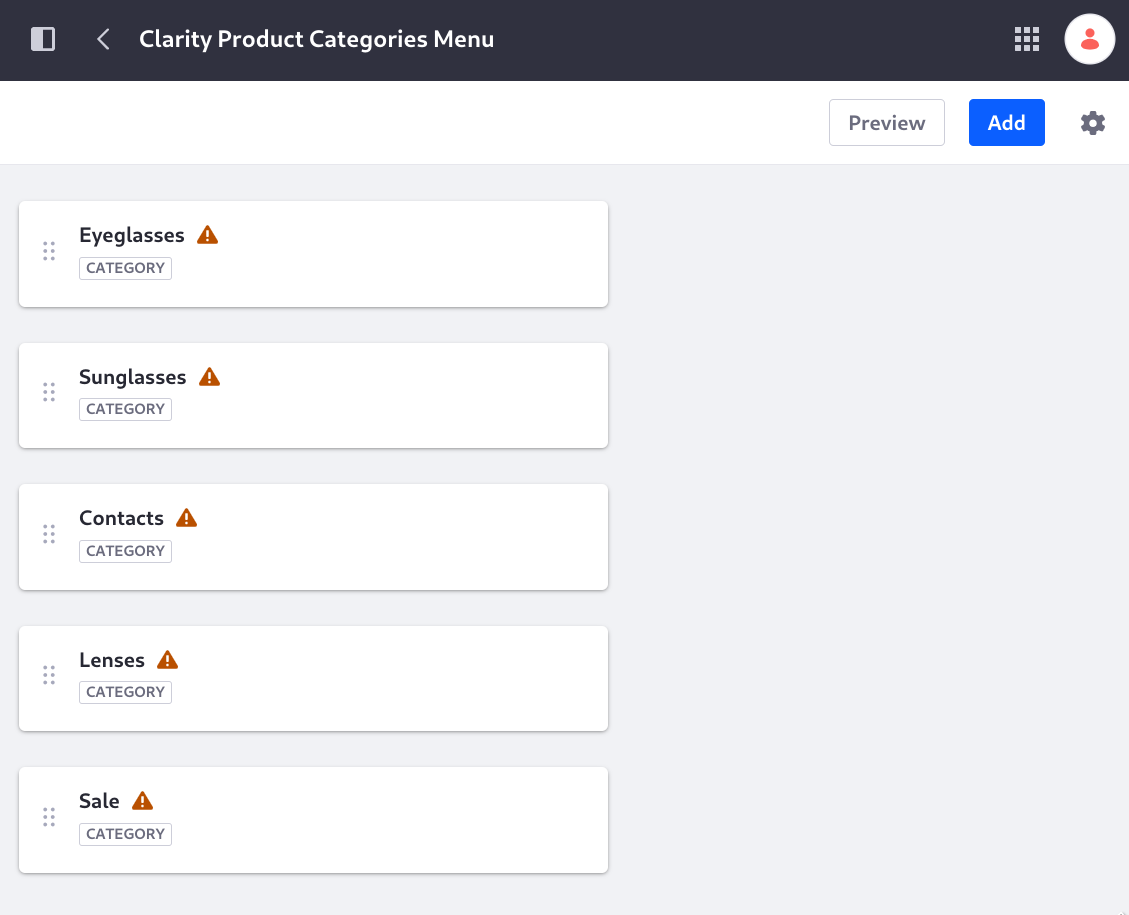 Clarity Product Categories Menu
Preview
Add
Eyeglasses
CATEGORY
Sunglasses
CATEGORY
Contacts
CATEGORY
Lenses
CATEGORY
Sale
CATEGORY